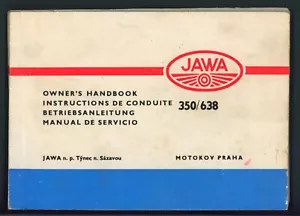 JAWA
OWNER'S HANDBOOK
INSTRUCTIONS DE CONDUITE
BETRIEBSANLEITUNG
MANUAL DE SERVICIO
350/638
JAWA n. p. Týnec n. Sázavou
MOTOKOV PRAHA